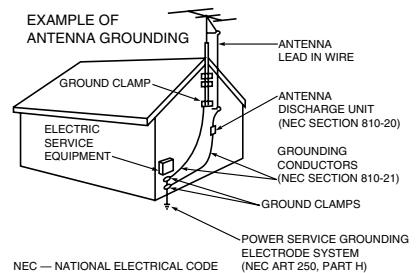 EXAMPLE OF
ANTENNA GROUNDING
ANTENNA
LEAD IN WIRE
GROUND CLAMP
ANTENNA
DISCHARGE UNIT
(NEC SECTION 810-20)
ELECTRIC
SERVICE
EQUIPMENT
GROUNDING
CONDUCTORS
(NEC SECTION 810-21)
GROUND CLAMPS
POWER SERVICE GROUNDING
ELECTRODE SYSTEM
(NEC ART 250, PART H)
NEC — NATIONAL ELECTRICAL CODE